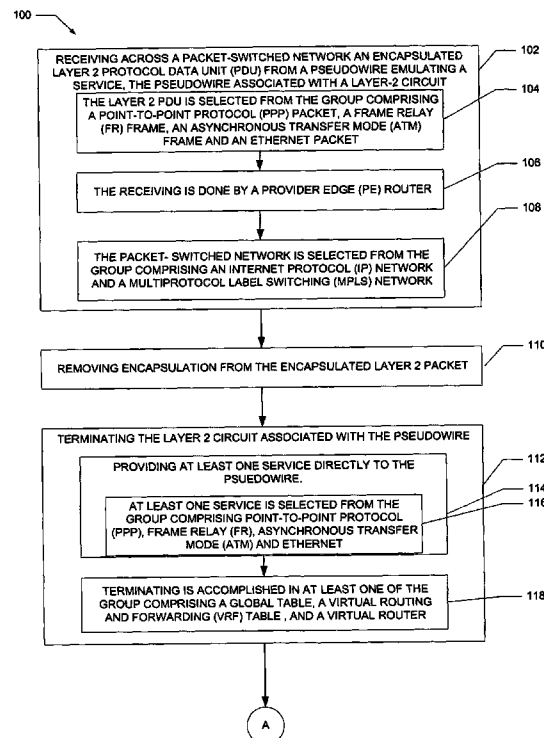 100
RECEIVING ACROSS A PACKET-SWITCHED NETWORK AN ENCAPSULATED
LAYER 2 PROTOCOL DATA UNIT (PDU) FROM A PSEUDOWIRE EMULATING A
SERVICE, THE PSEUDOWIRE ASSOCIATED WITH A LAYER-2 CIRCUIT
102
THE LAYER 2 PDU IS SELECTED FROM THE GROUP COMPRISING
A POINT-TO-POINT PROTOCOL (PPP) PACKET, A FRAME RELAY
(FR) FRAME, AN ASYNCHRONOUS TRANSFER MODE (ATM)
FRAME AND AN ETHERNET PACKET
104
THE RECEIVING IS DONE BY A PROVIDER EDGE (PE) ROUTER
106
THE PACKET- SWITCHED NETWORK IS SELECTED FROM THE
GROUP COMPRISING AN INTERNET PROTOCOL (IP) NETWORK
AND A MULTIPROTOCOL LABEL SWITCHING (MPLS) NETWORK
108
REMOVING ENCAPSULATION FROM THE ENCAPSULATED LAYER 2 PACKET
110
TERMINATING THE LAYER 2 CIRCUIT ASSOCIATED WITH THE PSEUDOWIRE
112
PROVIDING AT LEAST ONE SERVICE DIRECTLY TO THE
PSUEDOWIRE.
114
AT LEAST ONE SERVICE IS SELECTED FROM THE
GROUP COMPRISING POINT-TO-POINT PROTOCOL
(PPP), FRAME RELAY (FR), ASYNCHRONOUS TRANSFER
MODE (ATM) AND ETHERNET
116
TERMINATING IS ACCOMPLISHED IN AT LEAST ONE OF THE
GROUP COMPRISING A GLOBAL TABLE, A VIRTUAL ROUTING
AND FORWARDING (VRF) TABLE , AND A VIRTUAL ROUTER
118
A